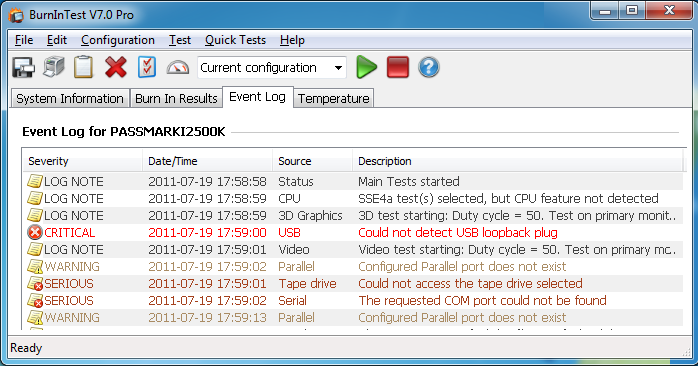 BurnInTest V7.0 Pro
File Edit Configuration Test Quick Tests Help
Current configuration
System Information Burn In Results Event Log Temperature
Event Log for PASSMARKI2500K
Severity Date/Time Source Description
LOG NOTE 2011-07-19 17:58:58 Status Main Tests started
LOG NOTE 2011-07-19 17:58:59 CPU SSE4a test(s) selected, but CPU feature not detected
LOG NOTE 2011-07-19 17:58:59 3D Graphics 3D test starting: Duty cycle = 50. Test on primary monit...
CRITICAL 2011-07-19 17:59:00 USB Could not detect USB loopback plug
LOG NOTE 2011-07-19 17:59:01 Video Video test starting: Duty cycle = 50. Test on primary mc...
WARNING 2011-07-19 17:59:02 Parallel Configured Parallel port does not exist
SERIOUS 2011-07-19 17:59:01 Tape drive Could not access the tape drive selected
SERIOUS 2011-07-19 17:59:02 Serial The requested COM port could not be found
WARNING 2011-07-19 17:59:13 Parallel Configured Parallel port does not exist
Ready